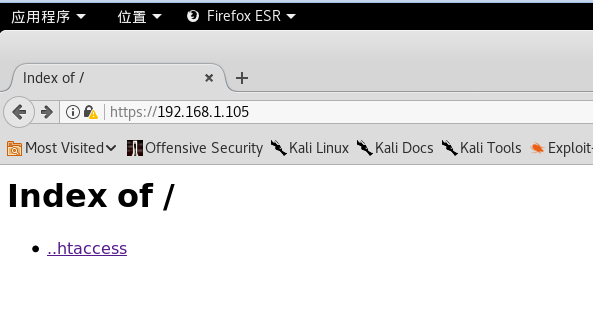 应用程序 位置 Firefox ESR
Index of /
https://192.168.1.105
Most Visited Offensive Security Kali Linux Kali Docs Kali Tools Exploit-
Index of /
..htaccess